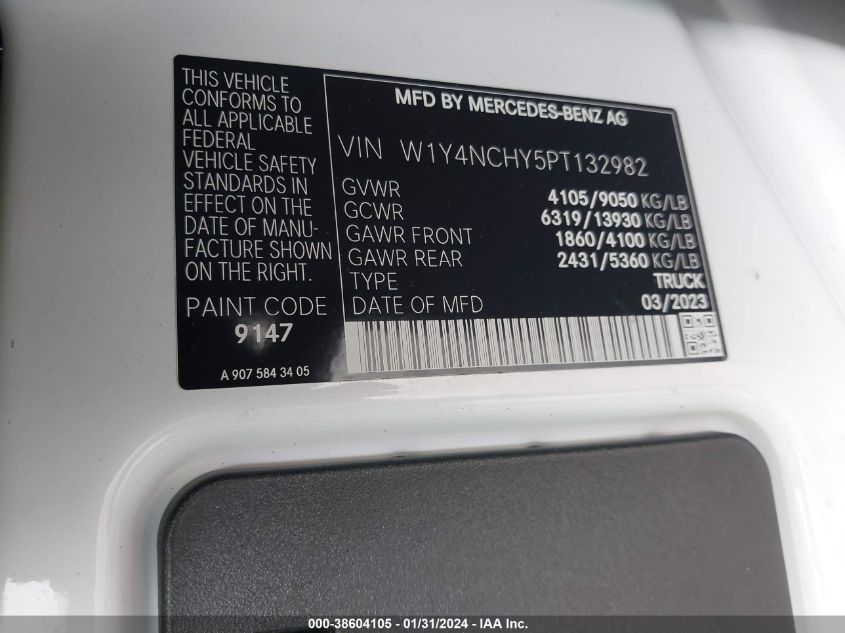 THIS VEHICLE
CONFORMS TO
ALL APPLICABLE
FEDERAL
VEHICLE SAFETY
STANDARDS IN
EFFECT ON THE
DATE OF MANU-
FACTURE SHOWN
ON THE RIGHT.
PAINT CODE
9147
A 907 584 34 05
MFD BY MERCEDES-BENZ AG
VIN W1Y4NCHY5PT132982
GVWR 4105/9050 KG/LB
GCWR 6319/13930 KG/LB
GAWR FRONT 1860/4100 KG/LB
GAWR REAR 2431/5360 KG/LB
TYPE TRUCK
DATE OF MFD 03/2023
000-38604105 - 01/31/2024 - IAA Inc.